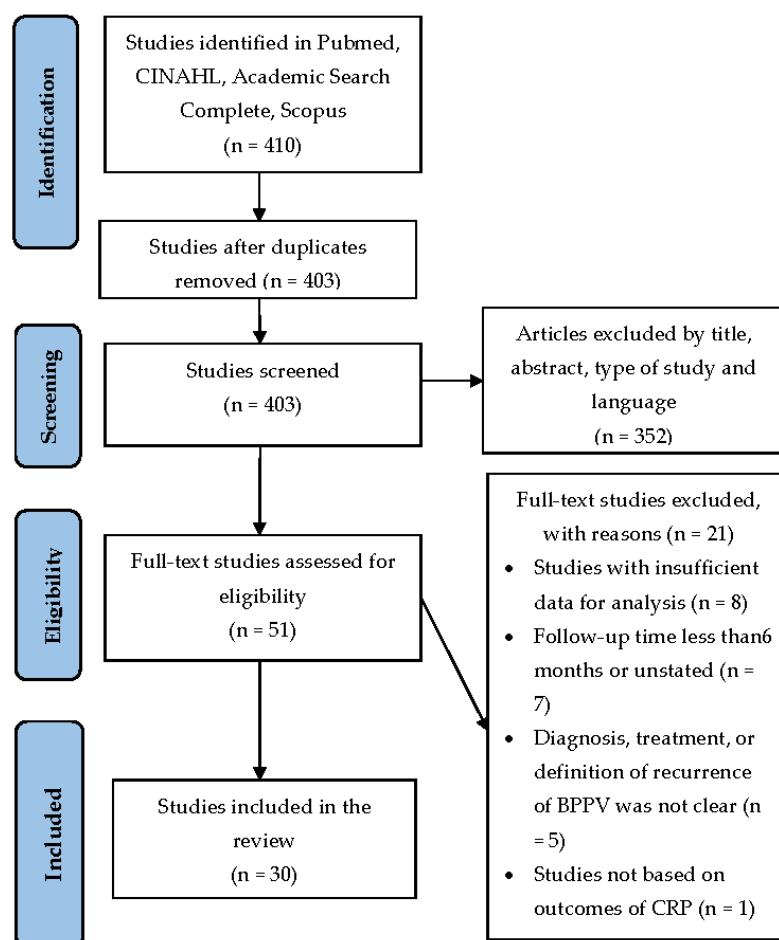 Identification
Studies identified in Pubmed,
CINAHL, Academic Search
Complete, Scopus
(n = 410)
Studies after duplicates
removed (n = 403)
Screening
Studies screened
(n = 403)
Articles excluded by title,
abstract, type of study and
language
(n = 352)
Eligibility
Full-text studies assessed for
eligibility
(n = 51)
Full-text studies excluded,
with reasons (n = 21)
• Studies with insufficient
data for analysis (n = 8)
• Follow-up time less than6
months or unstated (n =
7)
• Diagnosis, treatment, or
definition of recurrence
of BPPV was not clear (n
= 5)
• Studies not based on
outcomes of CRP (n = 1)
Included
Studies included in the
review
(n = 30)